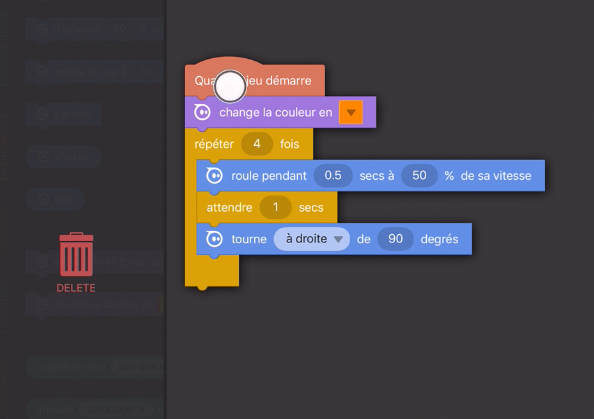 Qua jeu démarre
change la couleur en
répéter 4 fois
roule pendant 0.5 secs à 50 % de sa vitesse
attendre 1 secs
tourne à droite de 90 degrés
DELETE